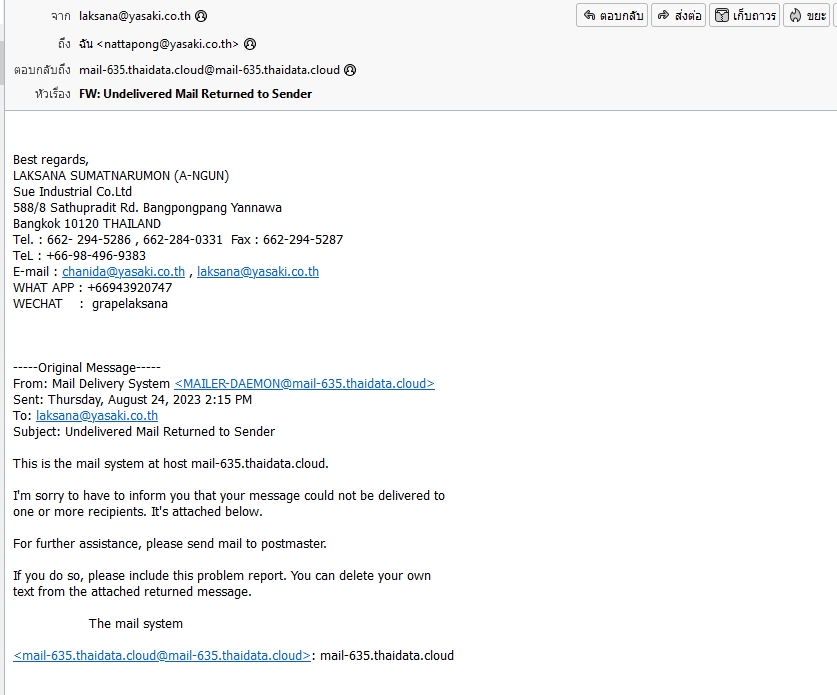 จาก laksana@yasaki.co.th
ตอบกลับ ส่งต่อ เก็บถาวร ขยะ
ถึง ฉัน <nattapong@yasaki.co.th>
ตอบกลับถึง mail-635.thaidata.cloud@mail-635.thaidata.cloud
หัวเรื่อง FW: Undelivered Mail Returned to Sender
Best regards,
LAKSANA SUMATNARUMON (A-NGUN)
Sue Industrial Co.Ltd
588/8 Sathupradit Rd. Bangpongpang Yannawa
Bangkok 10120 THAILAND
Tel. : 662- 294-5286 , 662-284-0331  Fax : 662-294-5287
TeL : +66-98-496-9383
E-mail : chanida@yasaki.co.th , laksana@yasaki.co.th
WHAT APP : +66943920747
WECHAT    :  grapelaksana
-----Original Message-----
From: Mail Delivery System <MAILER-DAEMON@mail-635.thaidata.cloud>
Sent: Thursday, August 24, 2023 2:15 PM
To: laksana@yasaki.co.th
Subject: Undelivered Mail Returned to Sender
This is the mail system at host mail-635.thaidata.cloud.
I'm sorry to have to inform you that your message could not be delivered to
one or more recipients. It's attached below.
For further assistance, please send mail to postmaster.
If you do so, please include this problem report. You can delete your own
text from the attached returned message.
The mail system
<mail-635.thaidata.cloud@mail-635.thaidata.cloud>: mail-635.thaidata.cloud